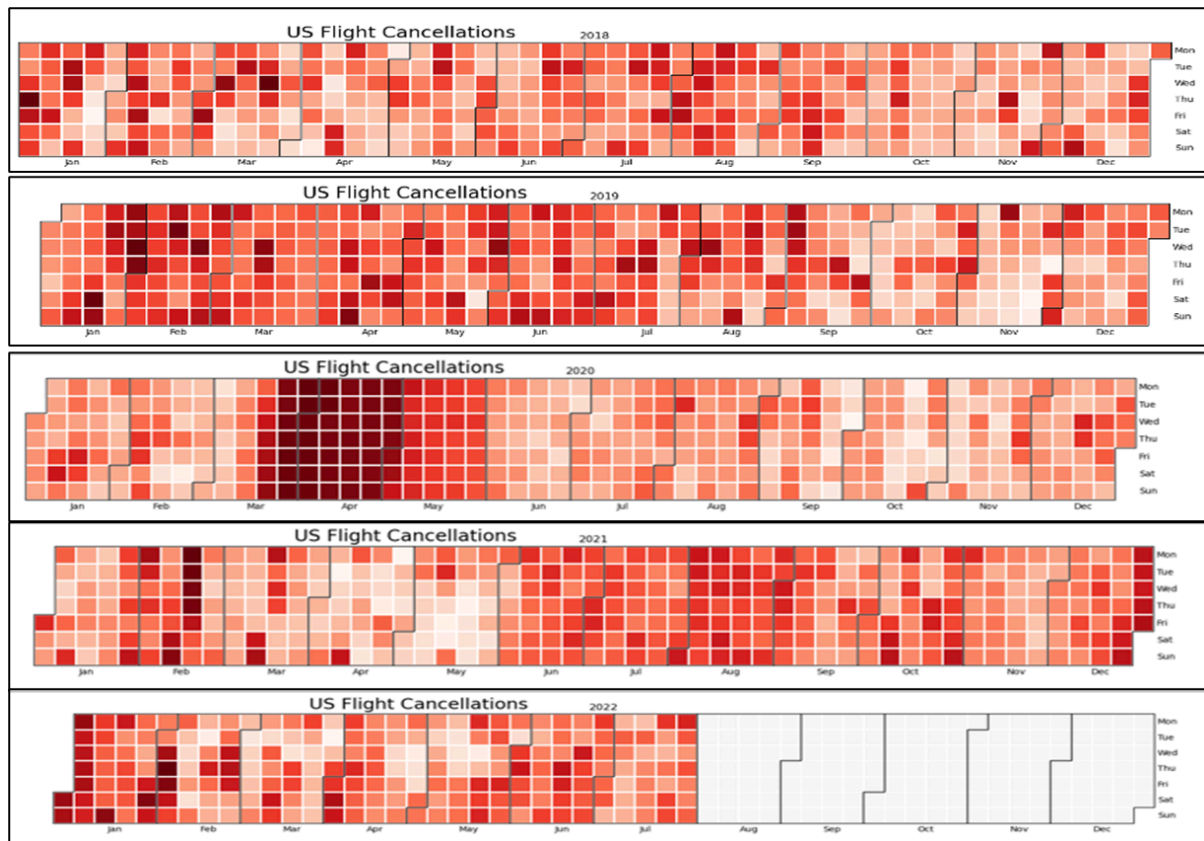 US Flight Cancellations 2018
Mon
Tue
Wed
Thu
Fri
Sat
Sun
Jan Feb Mar Apr May Jun Jul Aug Sep Oct Nov Dec
US Flight Cancellations 2019
Mon
Tue
Wed
Thu
Fri
Sat
Sun
Jan Feb Mar Apr May Jun Jul Aug Sep Oct Nov Dec
US Flight Cancellations 2020
Mon
Tue
Wed
Thu
Fri
Sat
Sun
Jan Feb Mar Apr May Jun Jul Aug Sep Oct Nov Dec
US Flight Cancellations 2021
Mon
Tue
Wed
Thu
Fri
Sat
Sun
Jan Feb Mar Apr May Jun Jul Aug Sep Oct Nov Dec
US Flight Cancellations 2022
Mon
Tue
Wed
Thu
Fri
Sat
Sun
Jan Feb Mar Apr May Jun Jul Aug Sep Oct Nov Dec